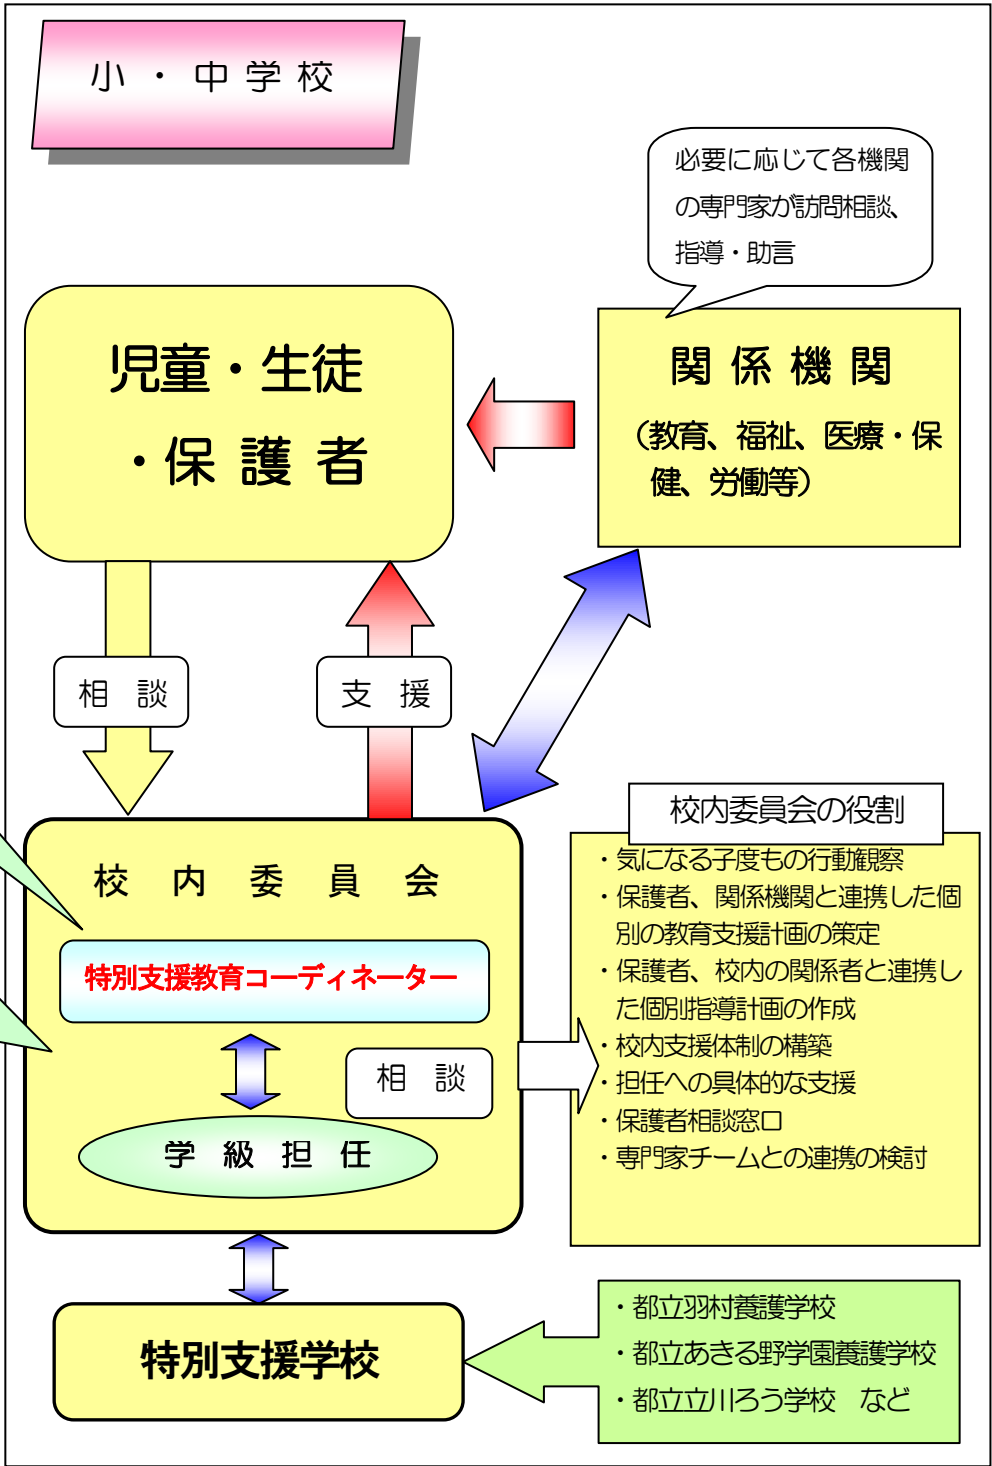 小・中学校
必要に応じて各機関
の専門家が訪問相談、
指導・助言
児童・生徒
・保護者
関係機関
（教育、福祉、医療・保
健、労働等）
相談
支援
校内委員会
特別支援教育コーディネーター
相談
学級担任
校内委員会の役割
・気になる子度もの行動観察
・保護者、関係機関と連携した個
別の教育支援計画の策定
・保護者、校内の関係者と連携し
た個別指導計画の作成
・校内支援体制の構築
・担任への具体的な支援
・保護者相談窓口
・専門家チームとの連携の検討
特別支援学校
・都立羽村養護学校
・都立あきる野学園養護学校
・都立立川ろう学校　など